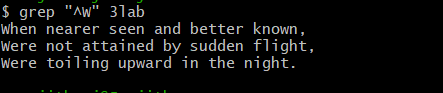 $ grep "^W" 3lab
When nearer seen and better known,
Were not attained by sudden flight,
Were toiling upward in the night.